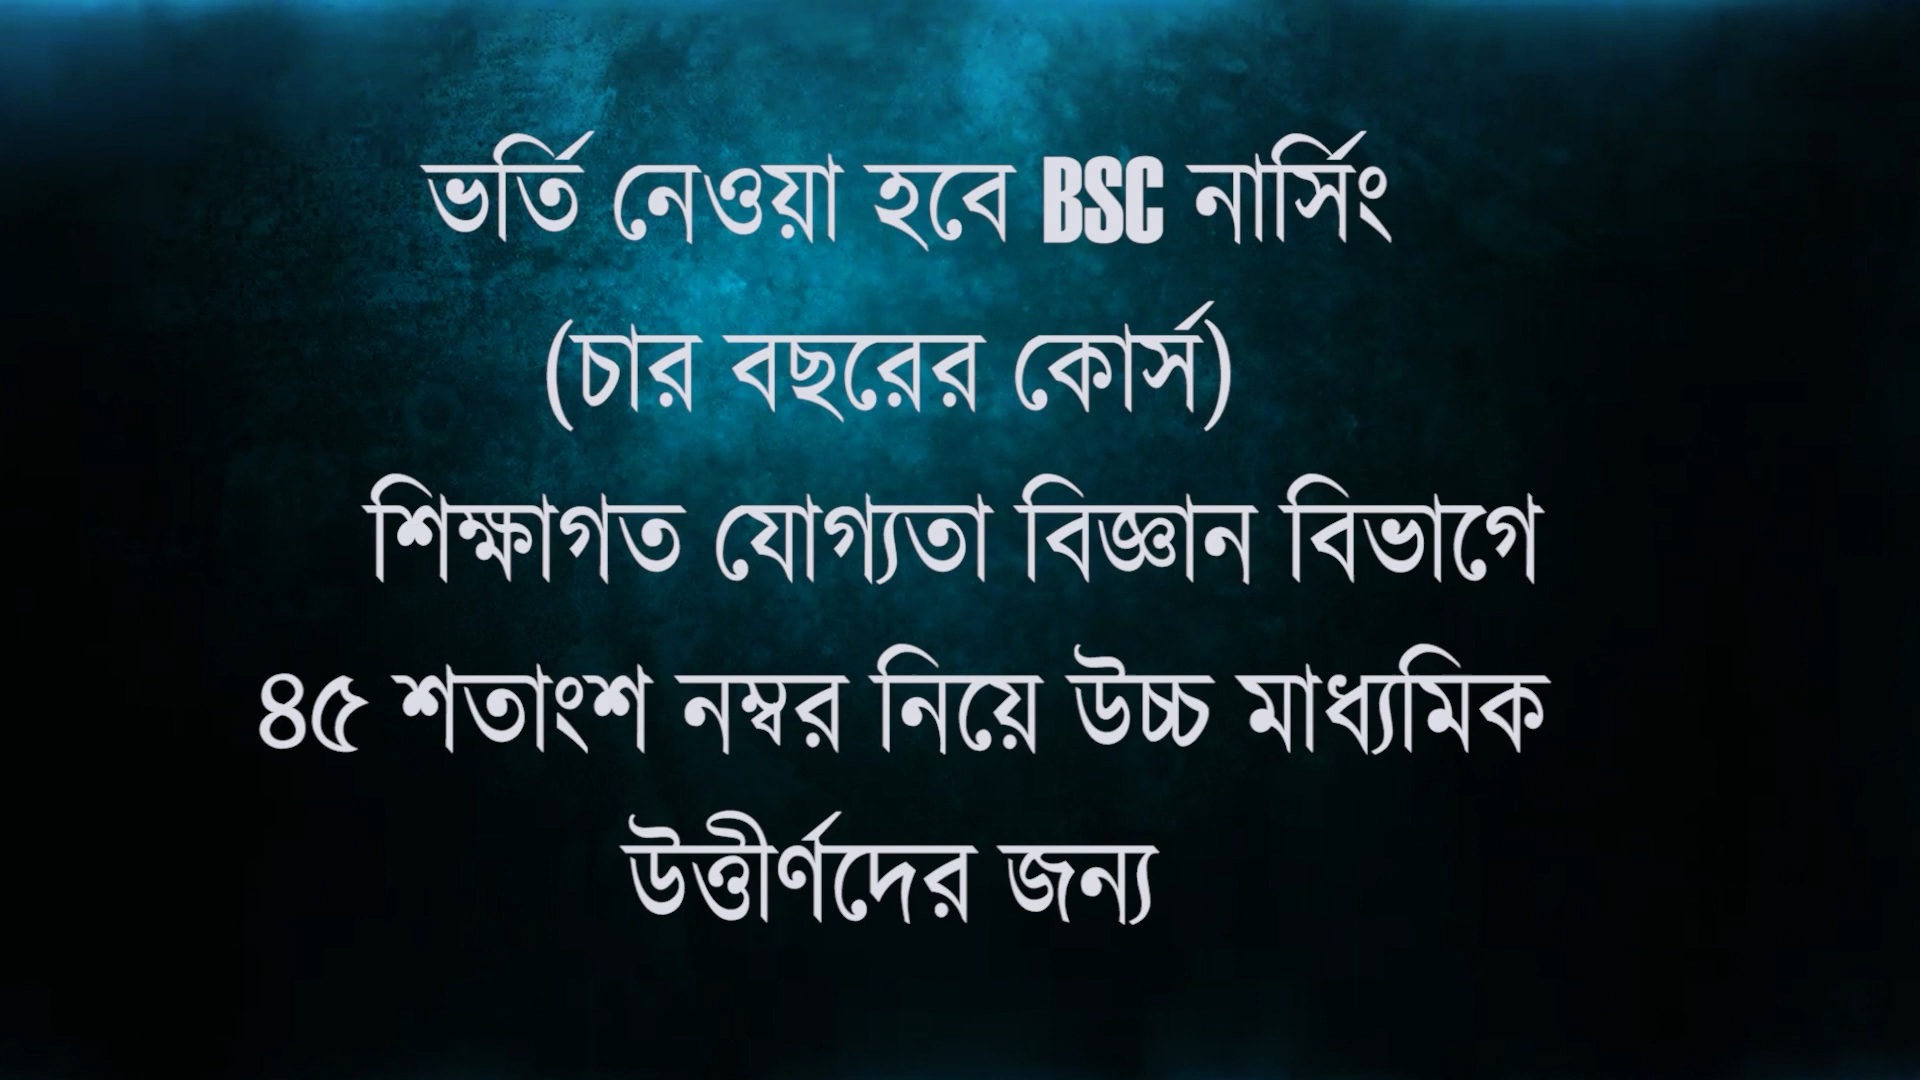 ভর্তি নেওয়া হবে BSC নার্সিং
(চার বছরের কোর্স)
শিক্ষাগত যোগ্যতা বিজ্ঞান বিভাগে
৪৫ শতাংশ নম্বর নিয়ে উচ্চ মাধ্যমিক
উত্তীর্ণদের জন্য